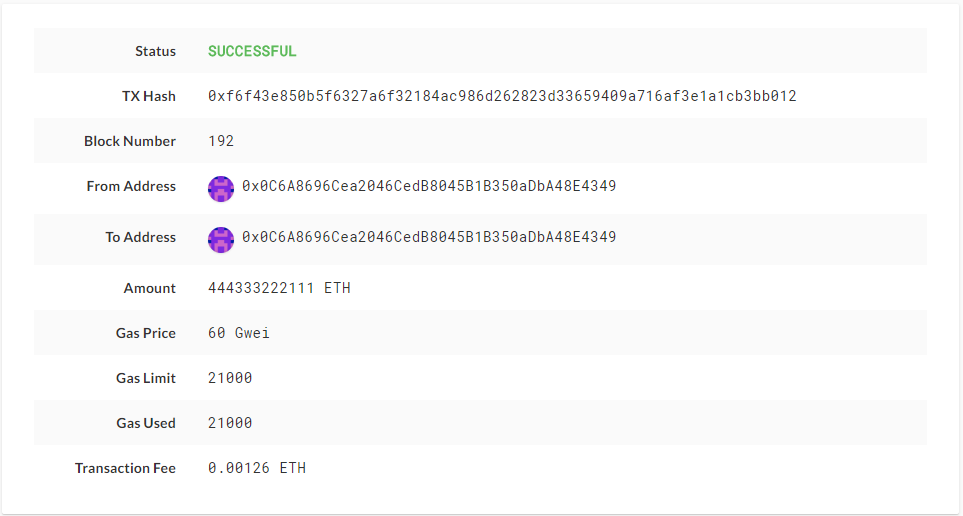 Status SUCCESSFUL
TX Hash 0xf6f43e850b5f6327a6f32184ac986d262823d33659409a716af3e1a1cb3bb012
Block Number 192
From Address 0x0C6A8696Cea2046CedB8045B1B350aDbA48E4349
To Address 0x0C6A8696Cea2046CedB8045B1B350aDbA48E4349
Amount 444333222111 ETH
Gas Price 60 Gwei
Gas Limit 21000
Gas Used 21000
Transaction Fee 0.00126 ETH